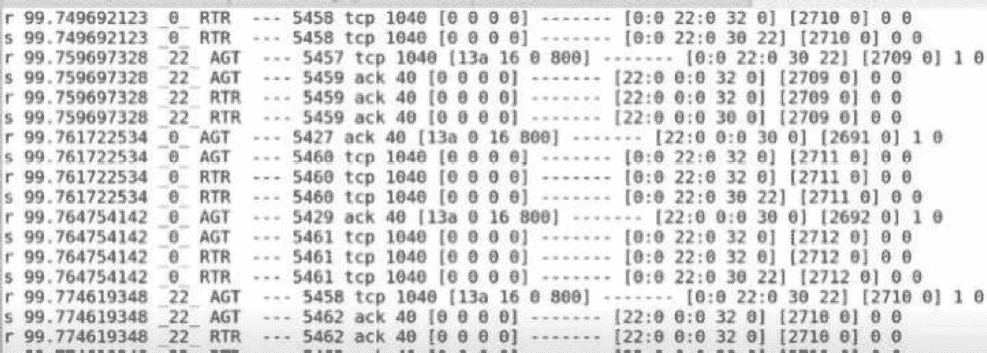 r 99.749692123 _0_ RTR --- 5458 tcp 1040 [0 0 0 0] ------- [0:0 22:0 32 0] [2710 0] 0 0
s 99.749692123 _0_ RTR --- 5458 tcp 1040 [0 0 0 0] ------- [0:0 22:0 30 22] [2710 0] 0 0
r 99.759697328 _22_ AGT --- 5457 tcp 1040 [13a 16 0 800] ------- [0:0 22:0 30 22] [2709 0] 1 0
s 99.759697328 _22_ AGT --- 5459 ack 40 [0 0 0 0] ------- [22:0 0:0 32 0] [2709 0] 0 0
r 99.759697328 _22_ RTR --- 5459 ack 40 [0 0 0 0] ------- [22:0 0:0 32 0] [2709 0] 0 0
s 99.759697328 _22_ RTR --- 5459 ack 40 [0 0 0 0] ------- [22:0 0:0 30 0] [2709 0] 0 0
r 99.761722534 _0_ AGT --- 5427 ack 40 [13a 0 16 800] ------- [22:0 0:0 30 0] [2691 0] 1 0
s 99.761722534 _0_ AGT --- 5460 tcp 1040 [0 0 0 0] ------- [0:0 22:0 32 0] [2711 0] 0 0
r 99.761722534 _0_ RTR --- 5460 tcp 1040 [0 0 0 0] ------- [0:0 22:0 32 0] [2711 0] 0 0
s 99.761722534 _0_ RTR --- 5460 tcp 1040 [0 0 0 0] ------- [0:0 22:0 30 22] [2711 0] 0 0
r 99.764754142 _0_ AGT --- 5429 ack 40 [13a 0 16 800] ------- [22:0 0:0 30 0] [2692 0] 1 0
s 99.764754142 _0_ AGT --- 5461 tcp 1040 [0 0 0 0] ------- [0:0 22:0 32 0] [2712 0] 0 0
r 99.764754142 _0_ RTR --- 5461 tcp 1040 [0 0 0 0] ------- [0:0 22:0 32 0] [2712 0] 0 0
s 99.764754142 _0_ RTR --- 5461 tcp 1040 [0 0 0 0] ------- [0:0 22:0 30 22] [2712 0] 0 0
r 99.774619348 _22_ AGT --- 5458 tcp 1040 [13a 16 0 800] ------- [0:0 22:0 30 22] [2710 0] 1 0
s 99.774619348 _22_ AGT --- 5462 ack 40 [0 0 0 0] ------- [22:0 0:0 32 0] [2710 0] 0 0
r 99.774619348 _22_ RTR --- 5462 ack 40 [0 0 0 0] ------- [22:0 0:0 32 0] [2710 0] 0 0